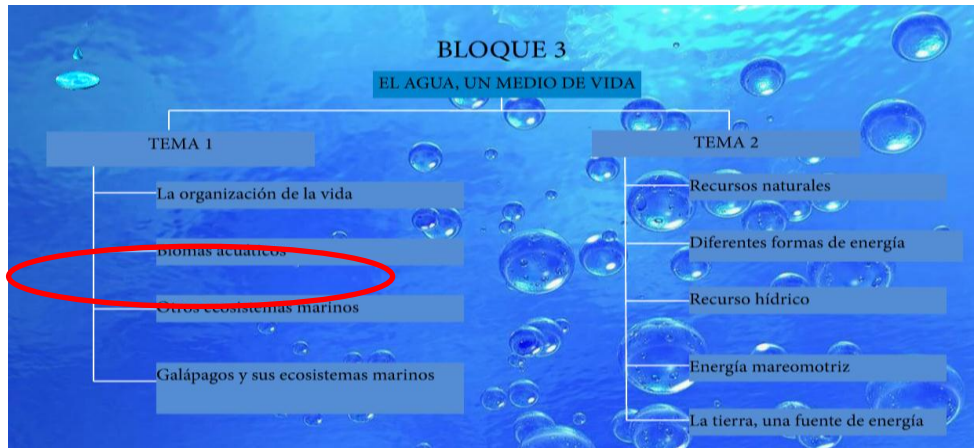 BLOQUE 3
EL AGUA, UN MEDIO DE VIDA
TEMA 1
La organización de la vida
Biomas acuáticos
Otros ecosistemas marinos
Galápagos y sus ecosistemas marinos
TEMA 2
Recursos naturales
Diferentes formas de energía
Recurso hídrico
Energía mareomotriz
La tierra, una fuente de energía